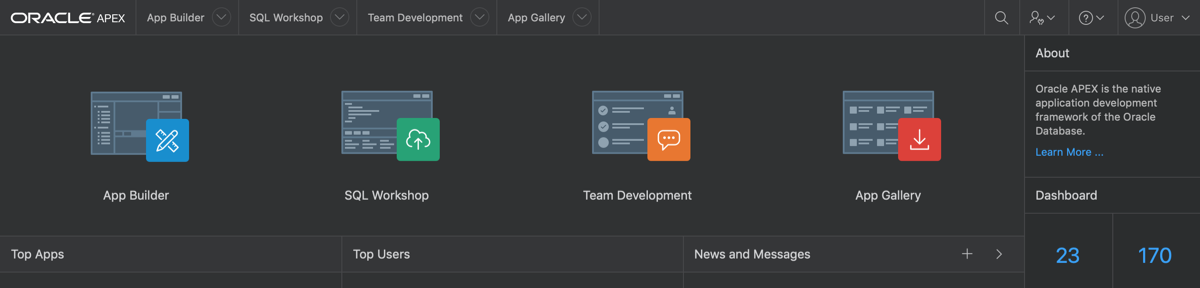 ORACLE APEX App Builder SQL Workshop Team Development App Gallery User
About
Oracle APEX is the native
application development
framework of the Oracle
Database.
Learn More ...
App Builder SQL Workshop Team Development App Gallery
Dashboard
Top Apps Top Users News and Messages
23 170